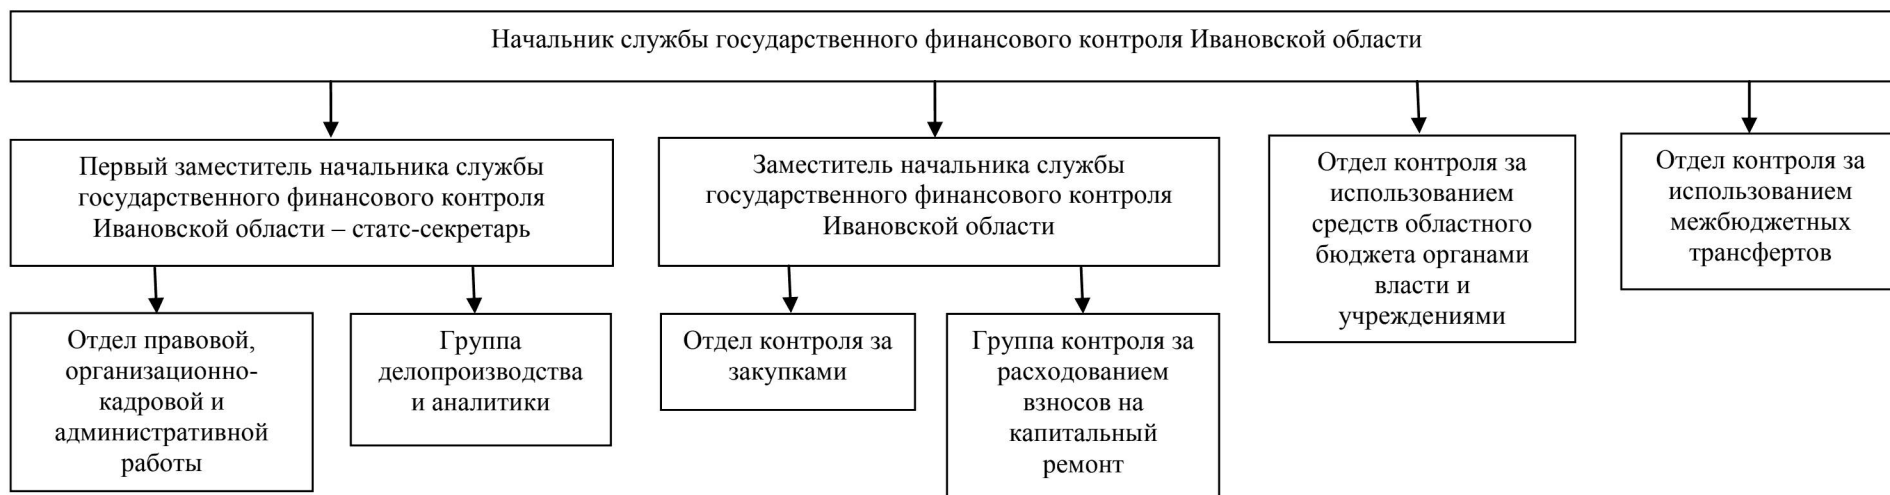 Начальник службы государственного финансового контроля Ивановской области
Первый заместитель начальника службы
государственного финансового контроля
Ивановской области – статс-секретарь
Заместитель начальника службы
государственного финансового контроля
Ивановской области
Отдел контроля за
использованием
средств областного
бюджета органами
власти и
учреждениями
Отдел контроля за
использованием
межбюджетных
трансфертов
Отдел правовой,
организационно-
кадровой и
административной
работы
Группа
делопроизводства
и аналитики
Отдел контроля за
закупками
Группа контроля за
расходованием
взносов на
капитальный
ремонт